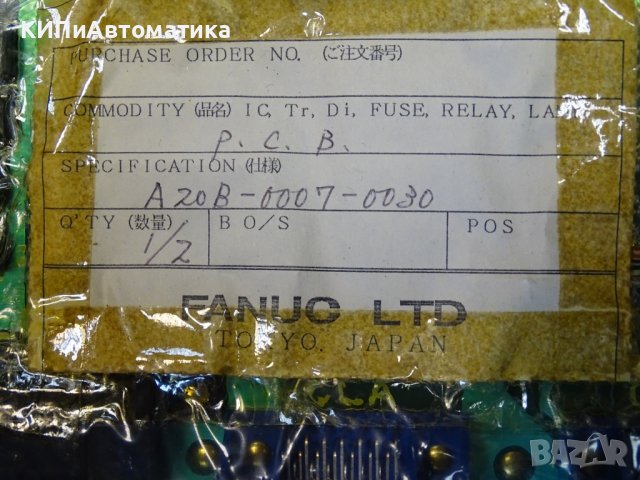 КИПиАвтоматика
PURCHASE ORDER NO. (ご注文番号)
COMMODITY (品名) IC, Tr, Di, FUSE, RELAY, LA
P. C. B.
SPECIFICATION (仕様)
A20B-0007-0030
Q'TY (数量) B O/S POS
1/2
FANUC LTD
TOKYO. JAPAN
BAZAR